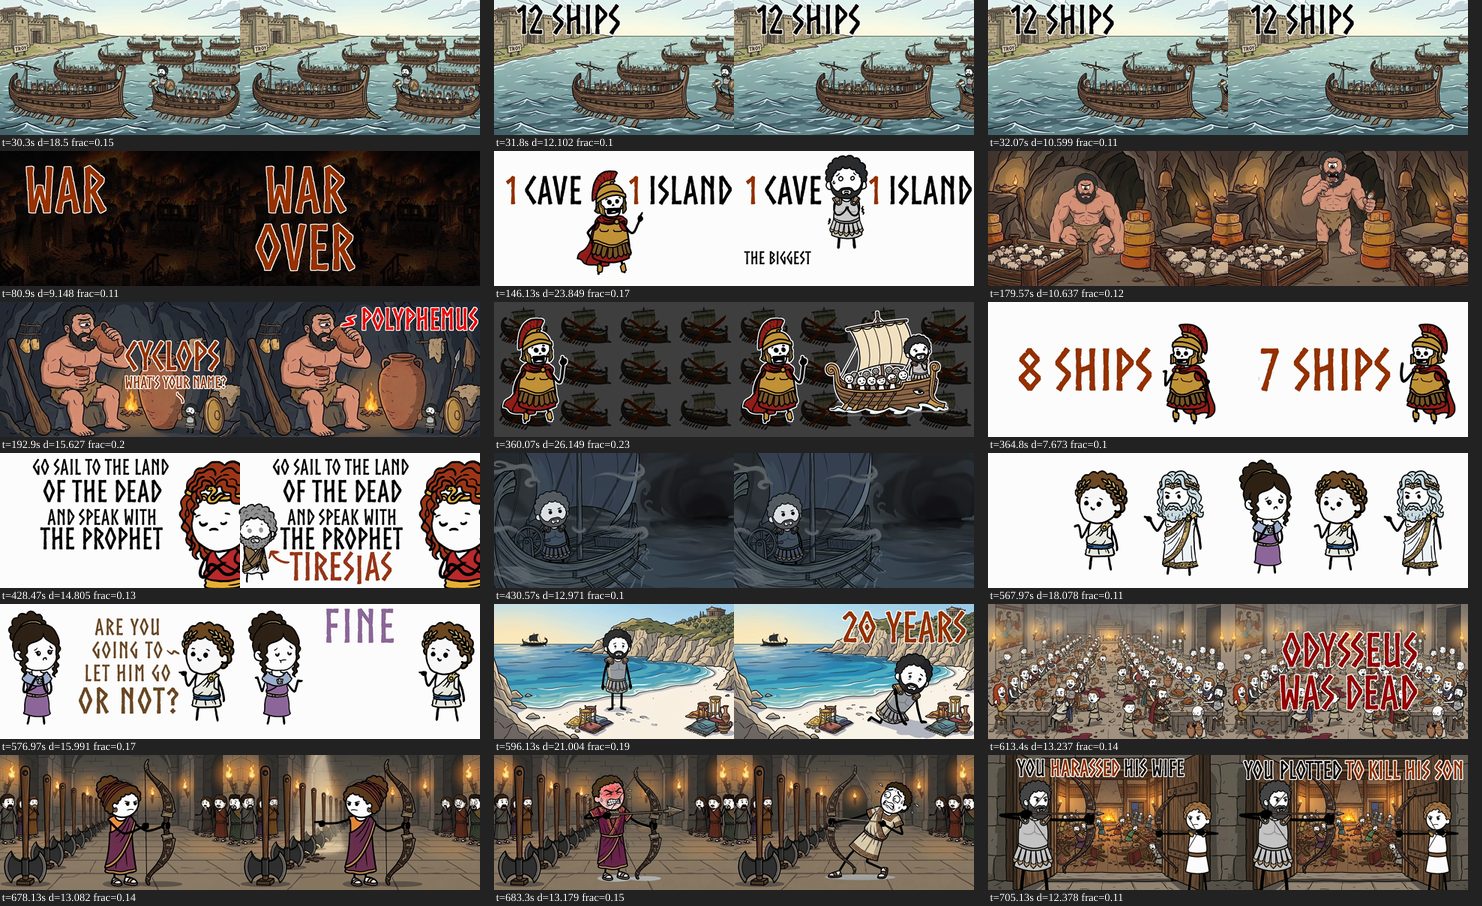 TROY
TROY
12 SHIPS
TROY
12 SHIPS
TROY
12 SHIPS
TROY
12 SHIPS
TROY
t=30.3s d=18.5 frac=0.15
t=31.8s d=12.102 frac=0.1
t=32.07s d=10.599 frac=0.11
WAR
WAR
OVER
1 CAVE 1 ISLAND
1 CAVE 1 ISLAND
THE BIGGEST
t=80.9s d=9.148 frac=0.11
t=146.13s d=23.849 frac=0.17
t=179.57s d=10.637 frac=0.12
CYCLOPS
WHAT'S YOUR NAME?
POLYPHEMUS
8 SHIPS
7 SHIPS
t=192.9s d=15.627 frac=0.2
t=360.07s d=26.149 frac=0.23
t=364.8s d=7.673 frac=0.1
GO SAIL TO THE LAND
OF THE DEAD
AND SPEAK WITH
THE PROPHET
GO SAIL TO THE LAND
OF THE DEAD
AND SPEAK WITH
THE PROPHET
TIRESIAS
t=428.47s d=14.805 frac=0.13
t=430.57s d=12.971 frac=0.1
t=567.97s d=18.078 frac=0.11
ARE YOU
GOING TO
LET HIM GO
OR NOT?
FINE
20 YEARS
ODYSSEUS
WAS DEAD
t=576.97s d=15.991 frac=0.17
t=596.13s d=21.004 frac=0.19
t=613.4s d=13.237 frac=0.14
YOU HARASSED HIS WIFE
YOU PLOTTED TO KILL HIS SON
t=678.13s d=13.082 frac=0.14
t=683.3s d=13.179 frac=0.15
t=705.13s d=12.378 frac=0.11